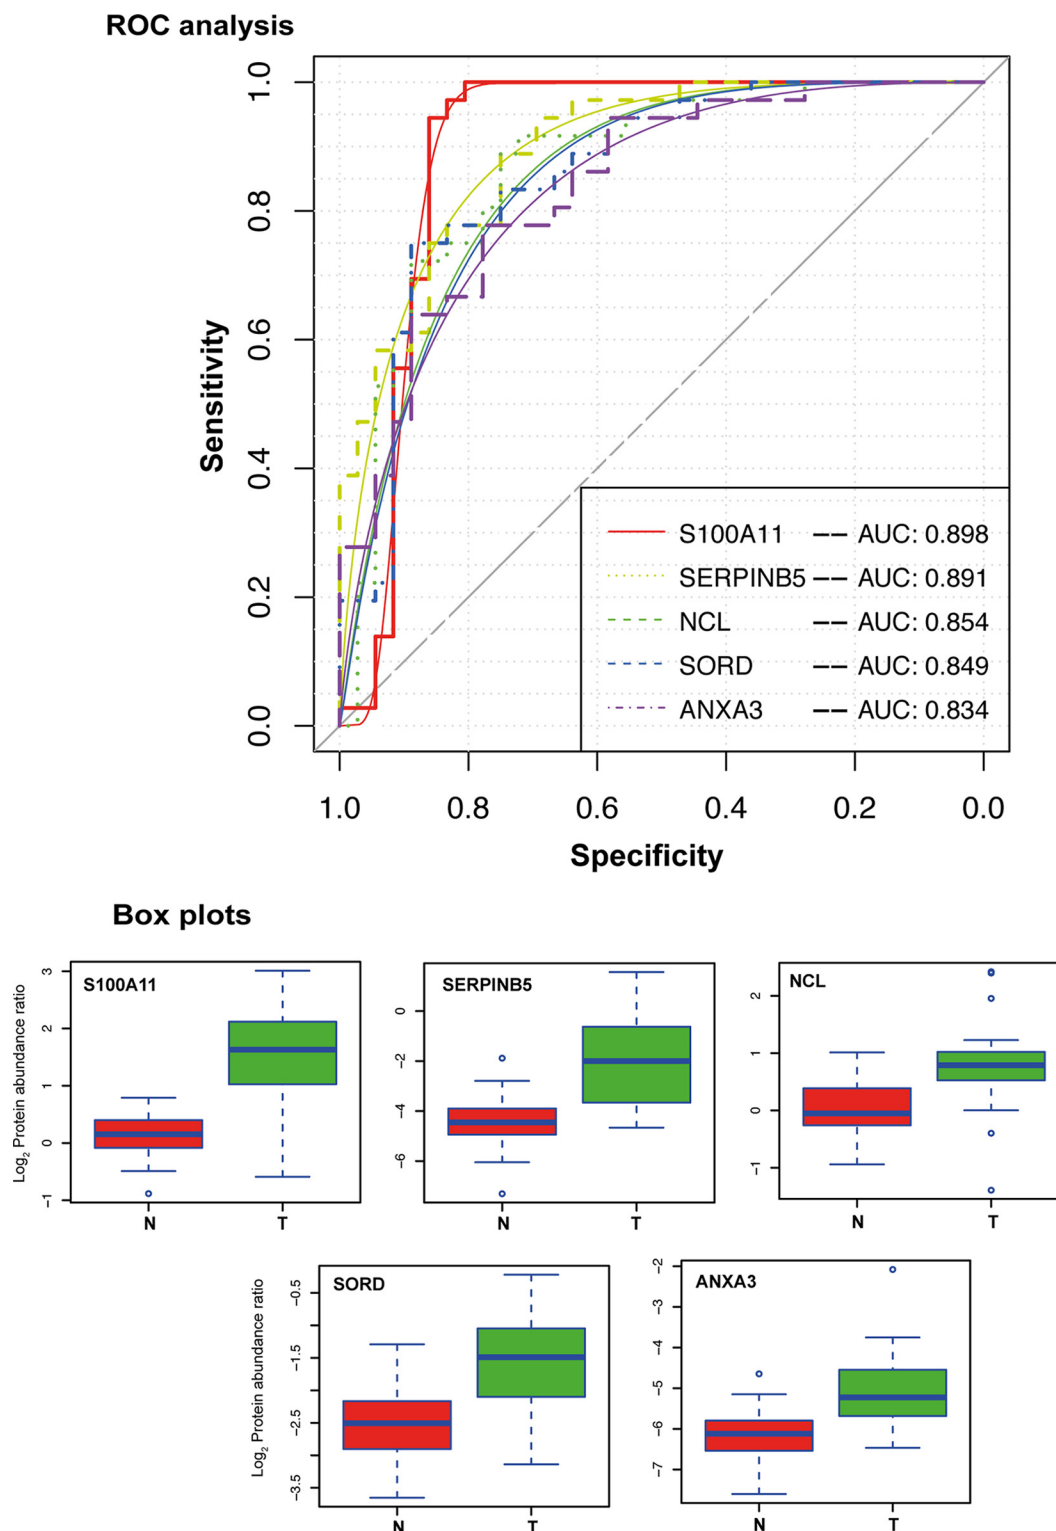 ROC analysis
1.0
0.8
0.6
0.4
0.2
0.0
Sensitivity
S100A11 —— AUC: 0.898
SERPINB5 —— AUC: 0.891
NCL —— AUC: 0.854
SORD —— AUC: 0.849
ANXA3 —— AUC: 0.834
1.0 0.8 0.6 0.4 0.2 0.0
Specificity
Box plots
Log2 Protein abundance ratio
S100A11
3
2
1
0
−1
N T
SERPINB5
0
−2
−4
−6
N T
NCL
2
1
0
−1
N T
Log2 Protein abundance ratio
SORD
−0.5
−1.5
−2.5
−3.5
N T
ANXA3
−2
−3
−4
−5
−6
−7
N T